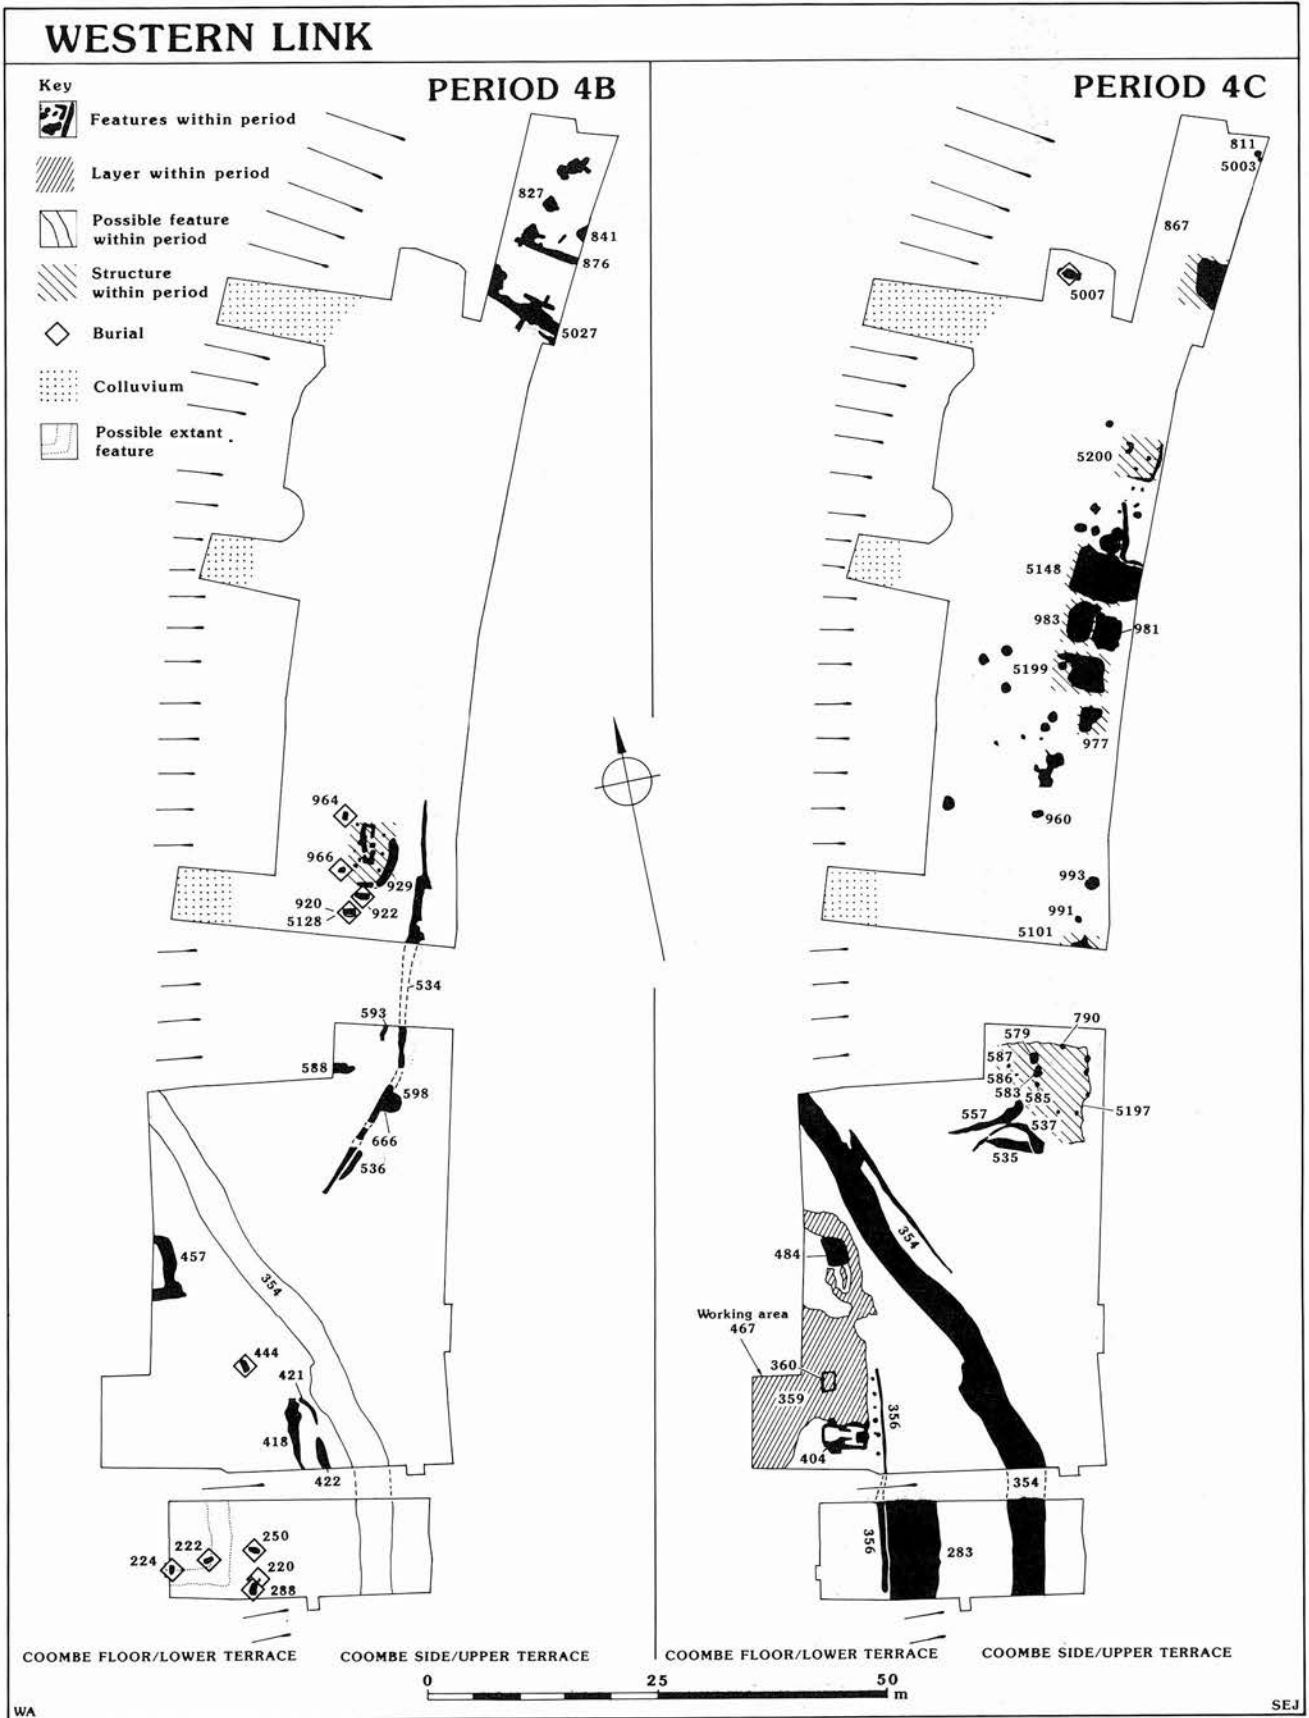 WESTERN LINK
Key
Features within period
Layer within period
Possible feature
within period
Structure
within period
Burial
Colluvium
Possible extant
feature
PERIOD 4B
827
841
876
5027
964
966
929
920
922
5128
534
593
588
598
666
536
457
354
444
421
418
422
250
222
224
220
288
COOMBE FLOOR/LOWER TERRACE
COOMBE SIDE/UPPER TERRACE
PERIOD 4C
811
5003
867
5007
5200
5148
983
981
5199
977
960
993
991
5101
790
579
587
586
583
585
5197
557
537
535
354
484
Working area
467
360
359
356
404
354
356
283
COOMBE FLOOR/LOWER TERRACE
COOMBE SIDE/UPPER TERRACE
0 25 50
m
WA
SEJ